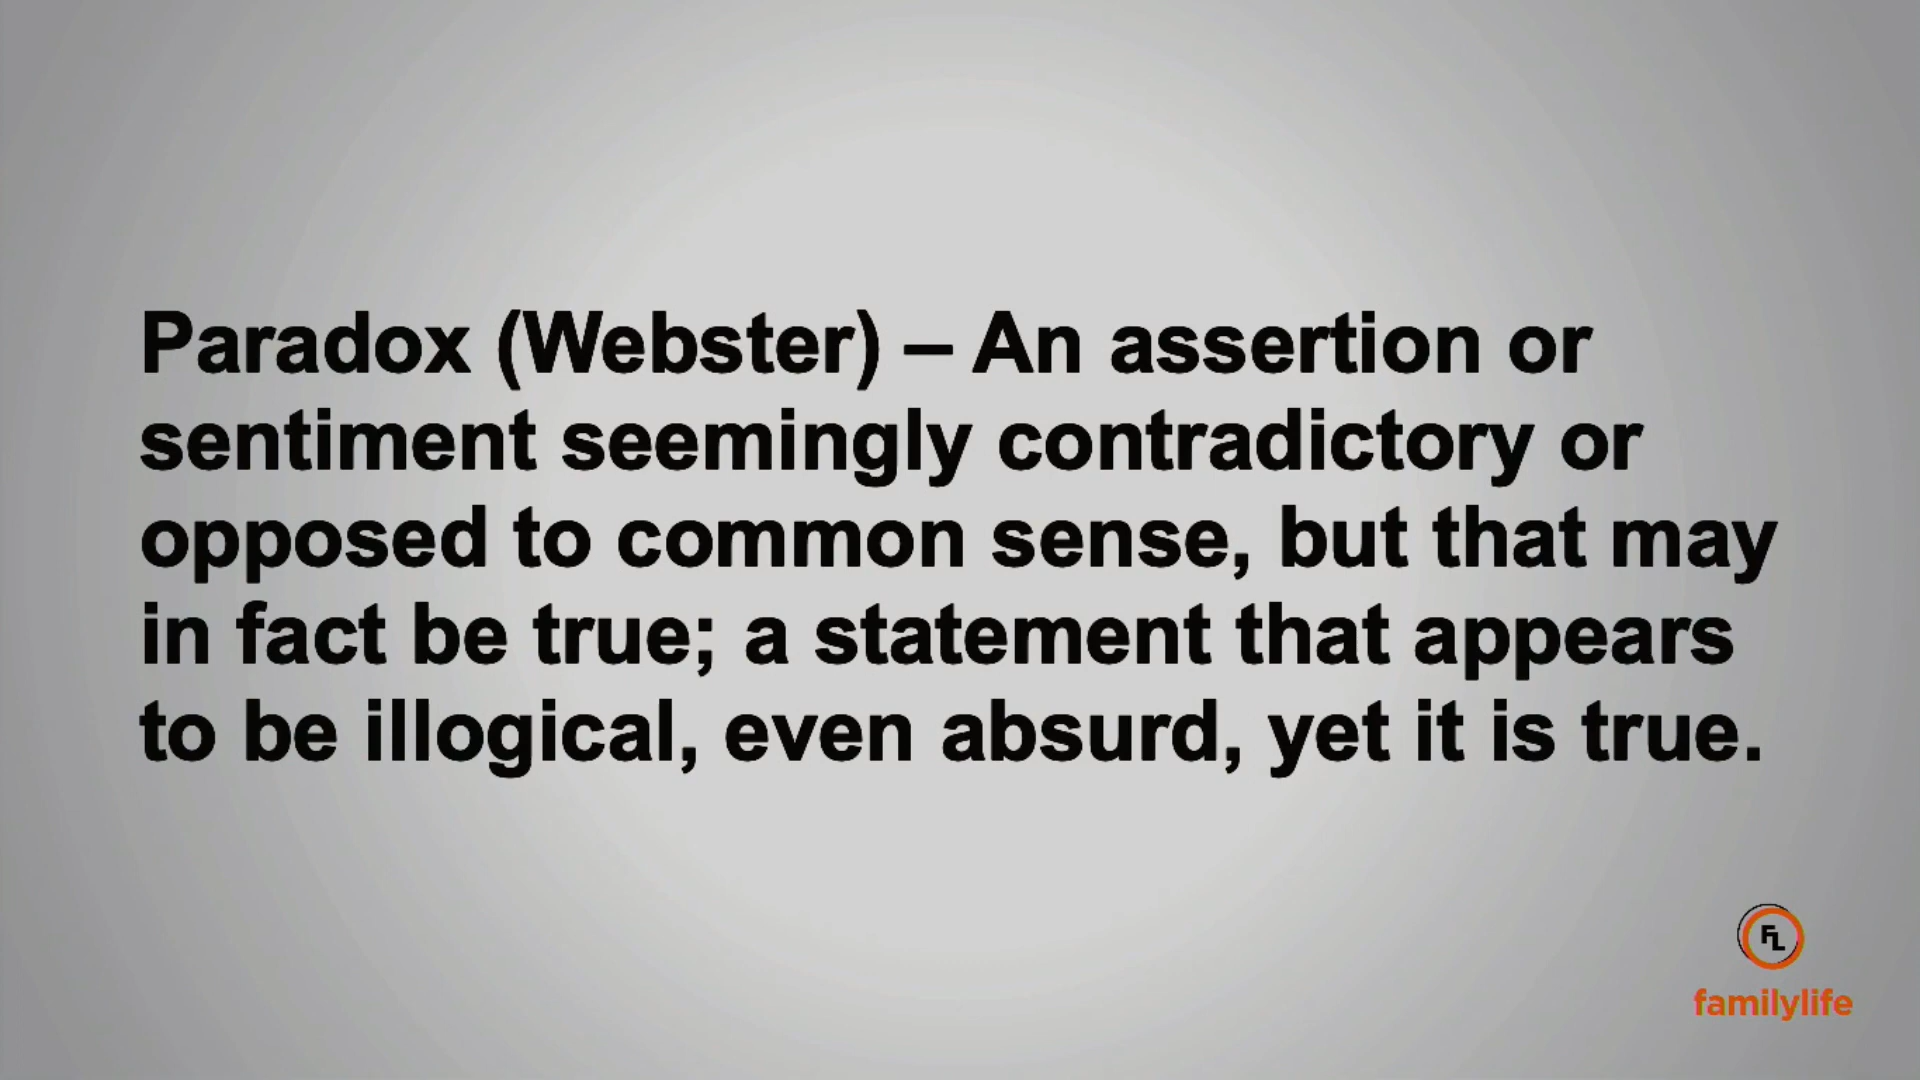 Paradox (Webster) – An assertion or
sentiment seemingly contradictory or
opposed to common sense, but that may
in fact be true; a statement that appears
to be illogical, even absurd, yet it is true.
FL
familylife